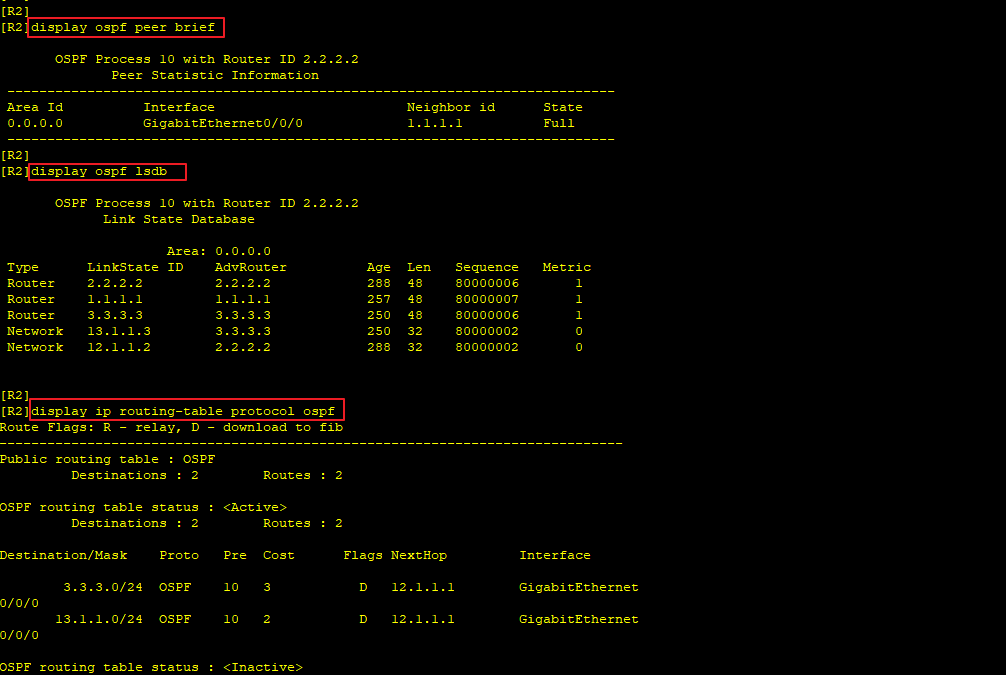 [R2]
[R2]display ospf peer brief
OSPF Process 10 with Router ID 2.2.2.2
Peer Statistic Information
----------------------------------------------------------------------------
Area Id Interface Neighbor id State
0.0.0.0 GigabitEthernet0/0/0 1.1.1.1 Full
----------------------------------------------------------------------------
[R2]
[R2]display ospf lsdb
OSPF Process 10 with Router ID 2.2.2.2
Link State Database
Area: 0.0.0.0
Type LinkState ID AdvRouter Age Len Sequence Metric
Router 2.2.2.2 2.2.2.2 288 48 80000006 1
Router 1.1.1.1 1.1.1.1 257 48 80000007 1
Router 3.3.3.3 3.3.3.3 250 48 80000006 1
Network 13.1.1.3 3.3.3.3 250 32 80000002 0
Network 12.1.1.2 2.2.2.2 288 32 80000002 0
[R2]
[R2]display ip routing-table protocol ospf
Route Flags: R - relay, D - download to fib
------------------------------------------------------------------------------
Public routing table : OSPF
Destinations : 2 Routes : 2
OSPF routing table status : <Active>
Destinations : 2 Routes : 2
Destination/Mask Proto Pre Cost Flags NextHop Interface
3.3.3.0/24 OSPF 10 3 D 12.1.1.1 GigabitEthernet
0/0/0
13.1.1.0/24 OSPF 10 2 D 12.1.1.1 GigabitEthernet
0/0/0
OSPF routing table status : <Inactive>